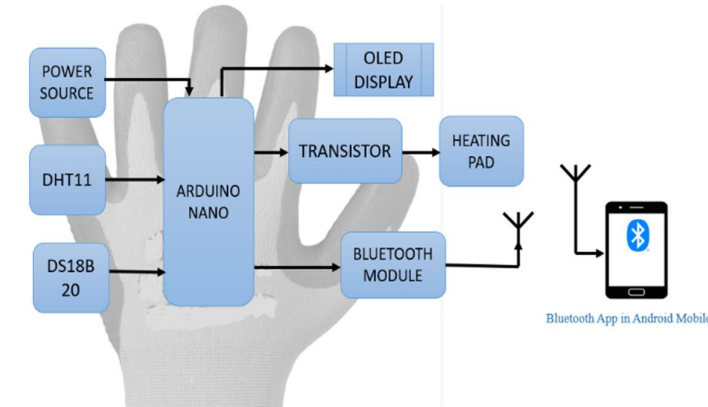 POWER
SOURCE
OLED
DISPLAY
DHT11
ARDUINO
NANO
TRANSISTOR
HEATING
PAD
DS18B
20
BLUETOOTH
MODULE
Bluetooth App in Android Mobile